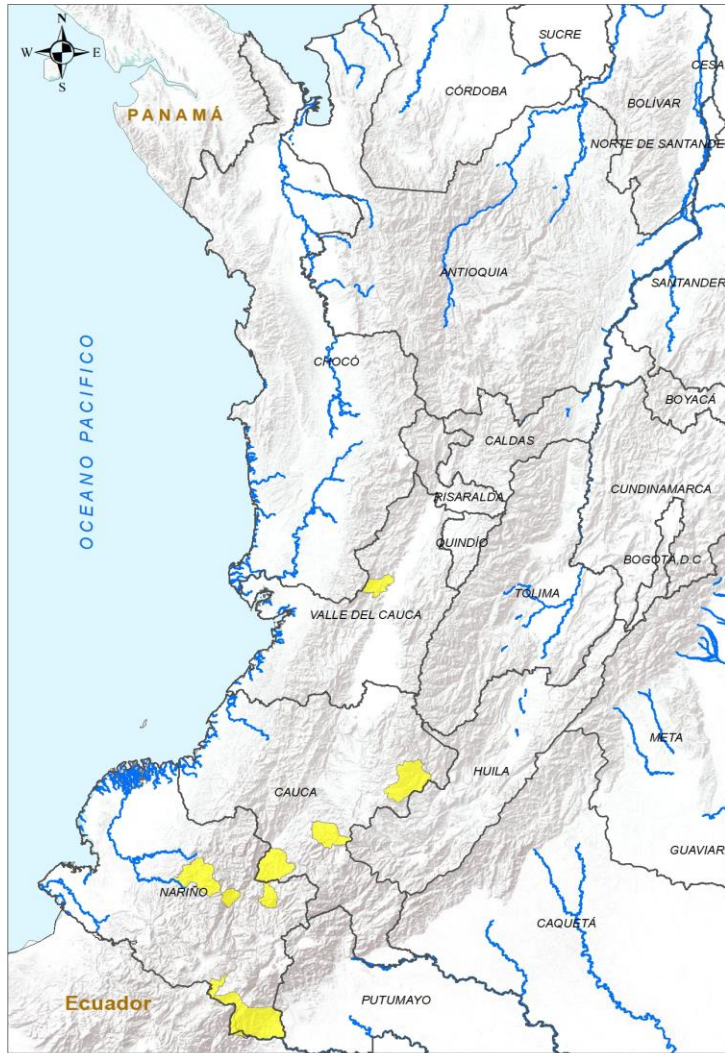 N
W E
S
SUCRE
CESA
CÓRDOBA
BOLÍVAR
PANAMÁ
NORTE DE SANTANDE
ANTIOQUIA
SANTANDER
OCEANO PACIFICO
CHOCÓ
BOYACÁ
CALDAS
CUNDINAMARCA
RISARALDA
QUINDÍO
BOGOTÁ, D.C
TOLIMA
VALLE DEL CAUCA
META
HUILA
CAUCA
GUAVIAR
NARIÑO
CAQUETÁ
Ecuador
PUTUMAYO